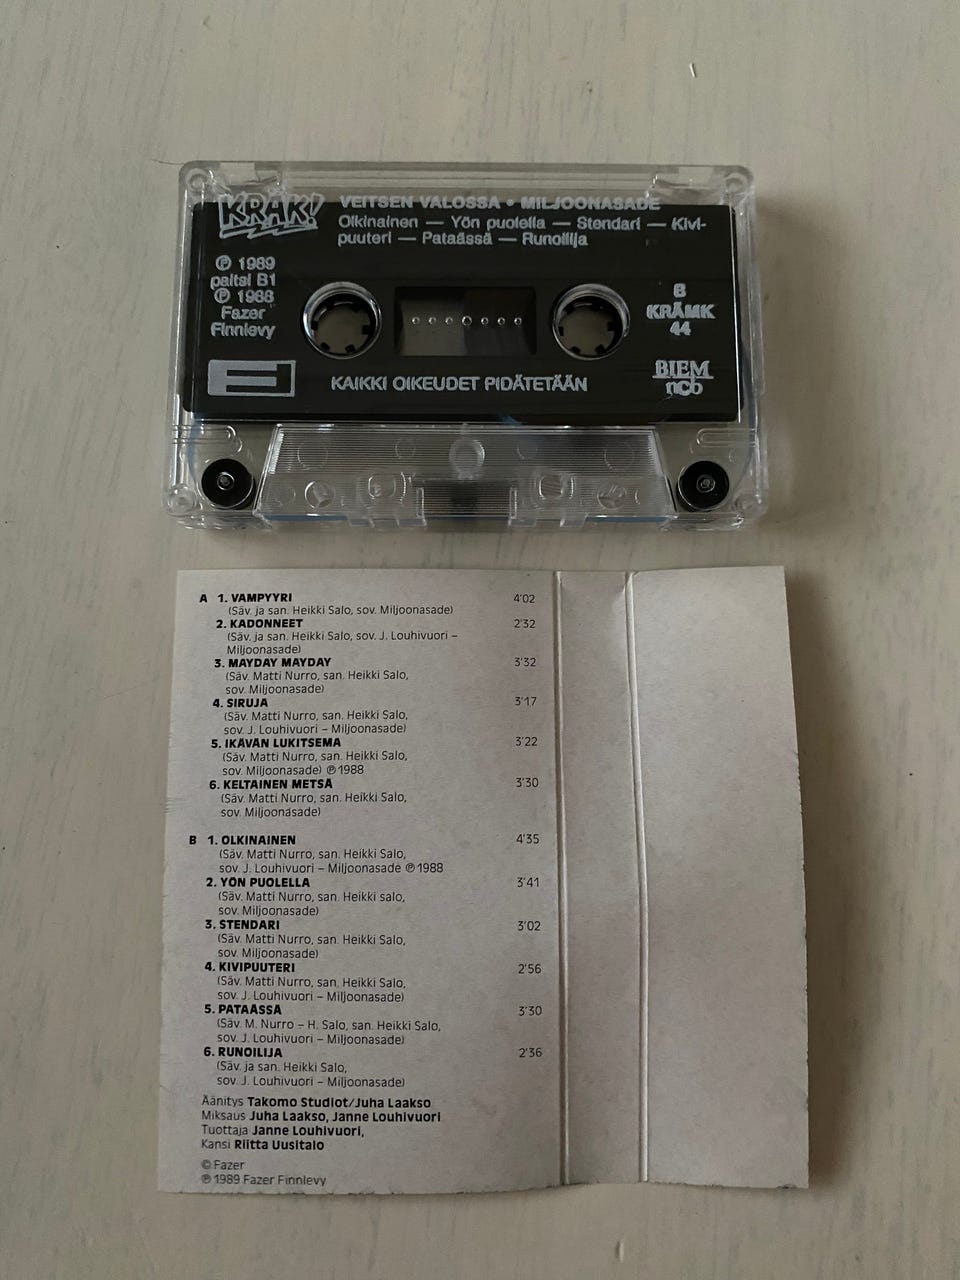 KRÄK!
VEITSEN VALOSSA • MILJOONASADE
Olkinainen — Yön puolella — Stendari — Kivi-
puuteri — Pataässä — Runoilija
℗ 1989
paitsi B1
℗ 1988
Fazer
Finnlevy
B
KRÄMK
44
KAIKKI OIKEUDET PIDÄTETÄÄN
BIEM
ncb
A 1. VAMPYYRI 4'02
(Säv. ja san. Heikki Salo, sov. Miljoonasade)
2. KADONNEET 2'32
(Säv. ja san. Heikki Salo, sov. J. Louhivuori –
Miljoonasade)
3. MAYDAY MAYDAY 3'32
(Säv. Matti Nurro, san. Heikki Salo,
sov. Miljoonasade)
4. SIRUJA 3'17
(Säv. Matti Nurro, san. Heikki Salo,
sov. J. Louhivuori – Miljoonasade)
5. IKÄVÄN LUKITSEMA 3'22
(Säv. Matti Nurro, san. Heikki Salo,
sov. Miljoonasade) ℗ 1988
6. KELTAINEN METSÄ 3'30
(Säv. Matti Nurro, san. Heikki Salo,
sov. Miljoonasade)
B 1. OLKINAINEN 4'35
(Säv. Matti Nurro, san. Heikki Salo,
sov. J. Louhivuori – Miljoonasade ℗ 1988
2. YÖN PUOLELLA 3'41
(Säv. Matti Nurro, san. Heikki salo,
sov. Miljoonasade)
3. STENDARI 3'02
(Säv. Matti Nurro, san. Heikki Salo,
sov. Miljoonasade)
4. KIVIPUUTERI 2'56
(Säv. Matti Nurro, san. Heikki Salo,
sov. J. Louhivuori – Miljoonasade)
5. PATAÄSSÄ 3'30
(Säv. M. Nurro – H. Salo, san. Heikki Salo,
sov. J. Louhivuori – Miljoonasade)
6. RUNOILIJA 2'36
(Säv. ja san. Heikki Salo,
sov. J. Louhivuori – Miljoonasade)
Äänitys Takomo Studiot/Juha Laakso
Miksaus Juha Laakso, Janne Louhivuori
Tuottaja Janne Louhivuori,
Kansi Riitta Uusitalo
© Fazer
℗ 1989 Fazer Finnlevy